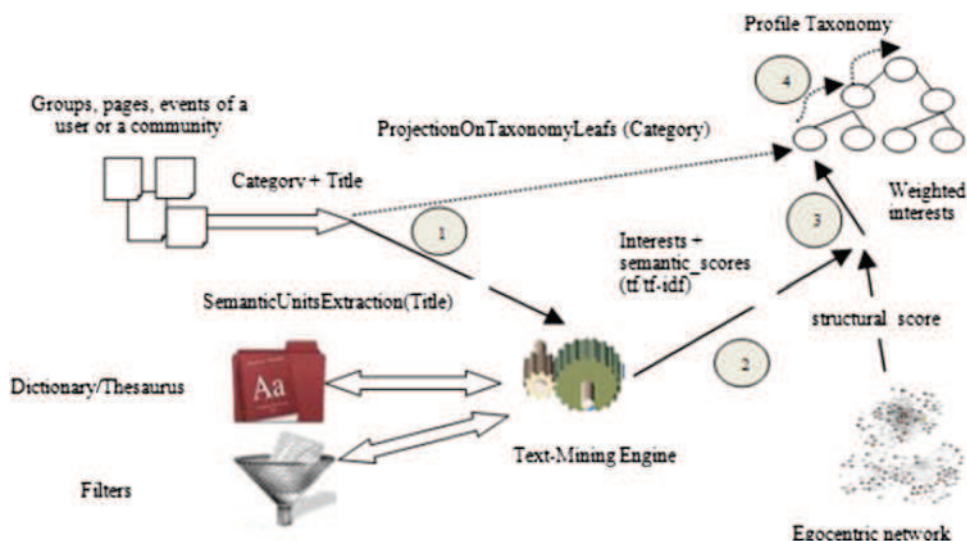 Profile Taxonomy
4
Groups, pages, events of a
user or a community
ProjectionOnTaxonomyLeafs (Category)
Category + Title
1
3
Weighted
interests
Interests +
semantic_scores
(tf/tf-idf)
SemanticUnitsExtraction(Title)
structural_score
2
Dictionary/Thesaurus
Aa
Text-Mining Engine
Filters
Egocentric network